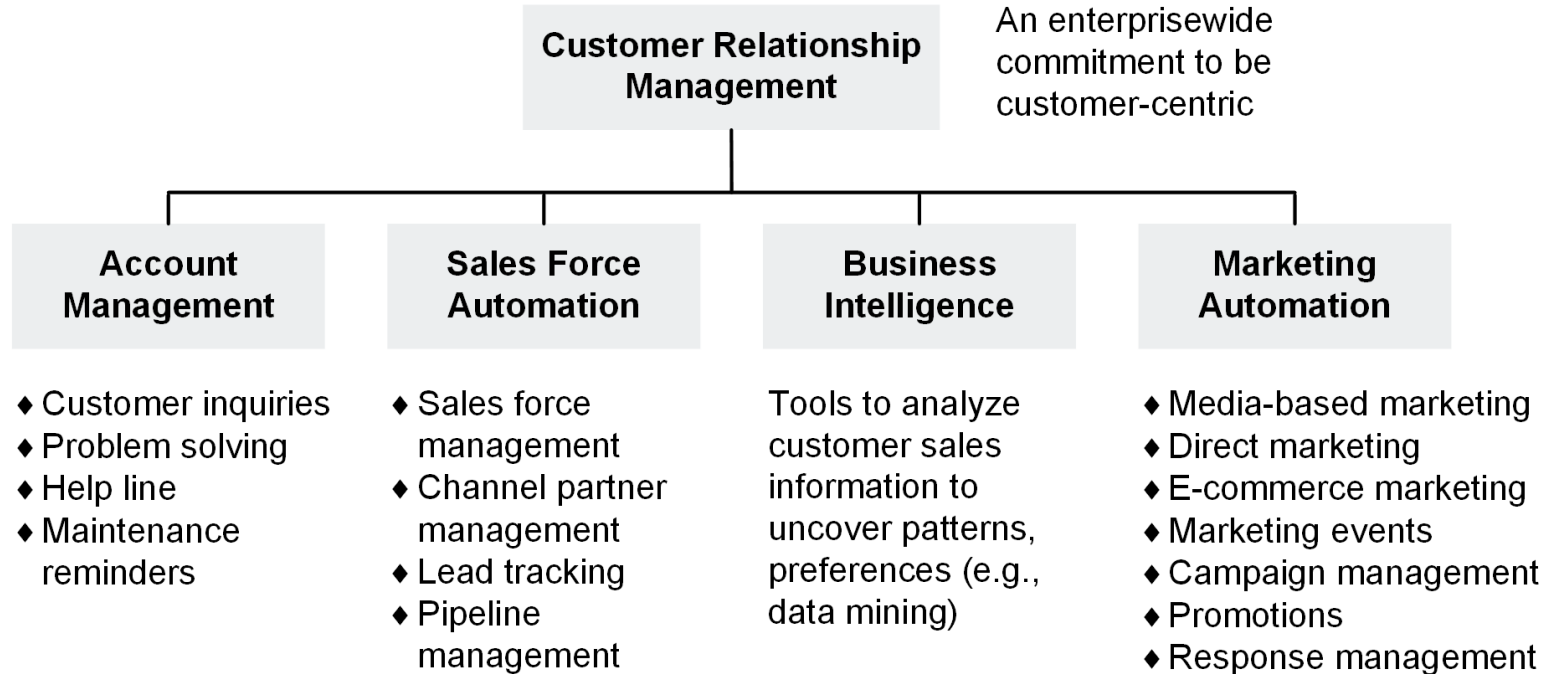 Customer Relationship
Management
An enterprisewide
commitment to be
customer-centric
Account
Management
♦ Customer inquiries
♦ Problem solving
♦ Help line
♦ Maintenance
reminders
Sales Force
Automation
♦ Sales force
management
♦ Channel partner
management
♦ Lead tracking
♦ Pipeline
management
Business
Intelligence
Tools to analyze
customer sales
information to
uncover patterns,
preferences (e.g.,
data mining)
Marketing
Automation
♦ Media-based marketing
♦ Direct marketing
♦ E-commerce marketing
♦ Marketing events
♦ Campaign management
♦ Promotions
♦ Response management